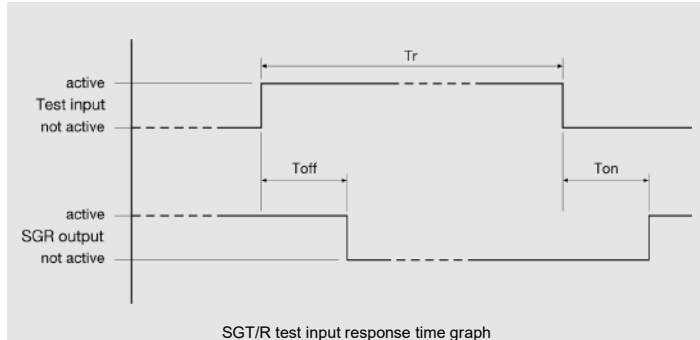 Tr
active
Test input
not active
Toff
Ton
active
SGR output
not active
SGT/R test input response time graph